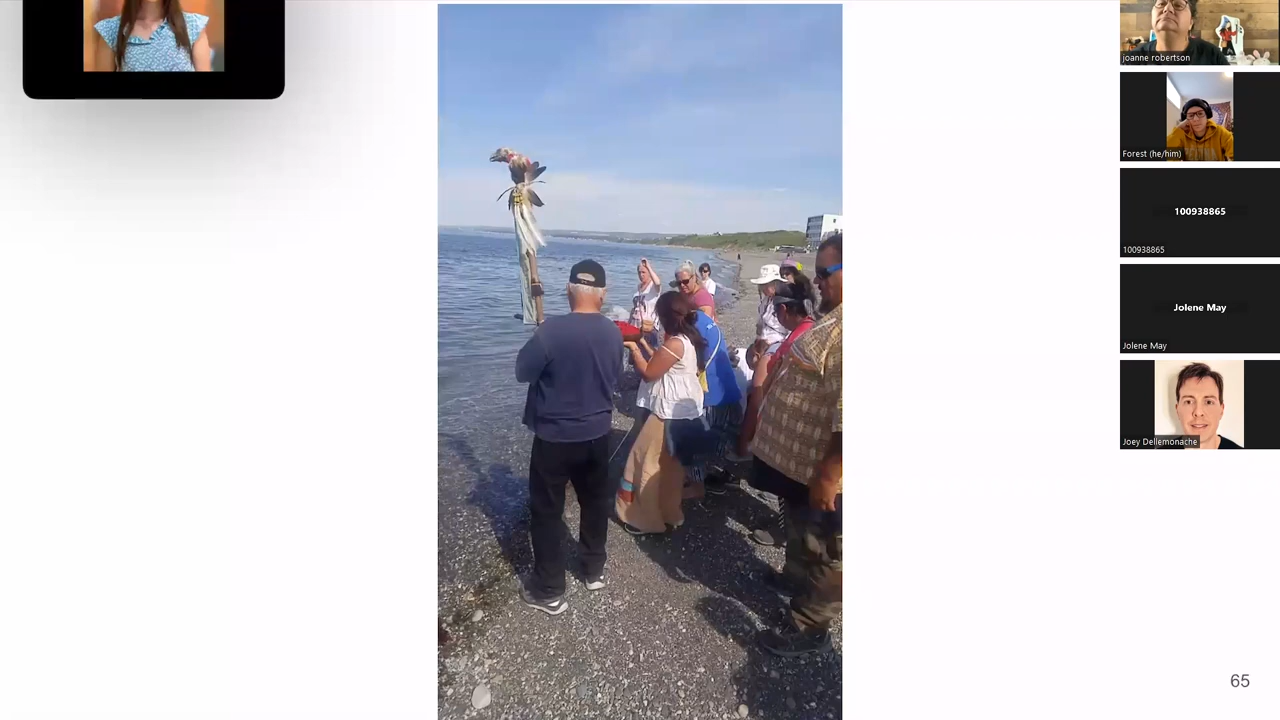 joanne robertson
Forest (he/him)
100938865
100938865
Jolene May
Jolene May
Joey Dellemonache
65